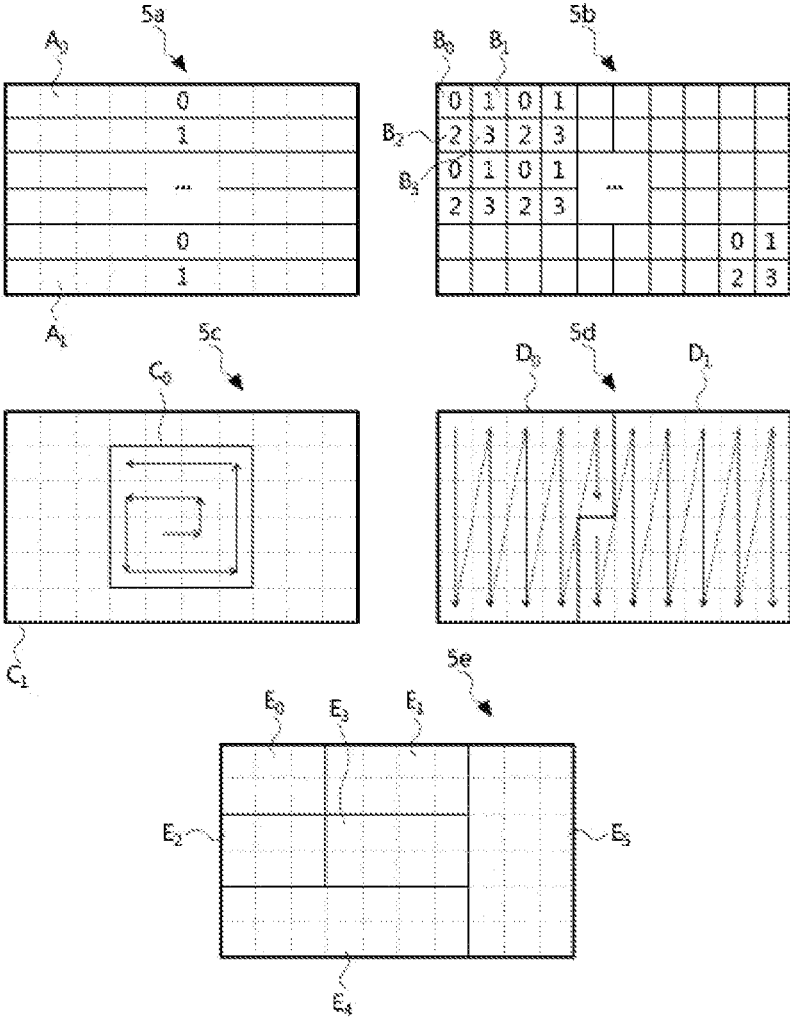 5a 5b
A₀ B₀ B₁
0 0 1 0 1
1 B₂ 2 3 2 3
... B₃ 0 1 0 1 ...
2 3 2 3
0 0 1
1 2 3
A₁ 5c 5d
C₀ D₀ D₁
C₁
5e
E₀ E₃ E₁
E₂ E₅
E₄